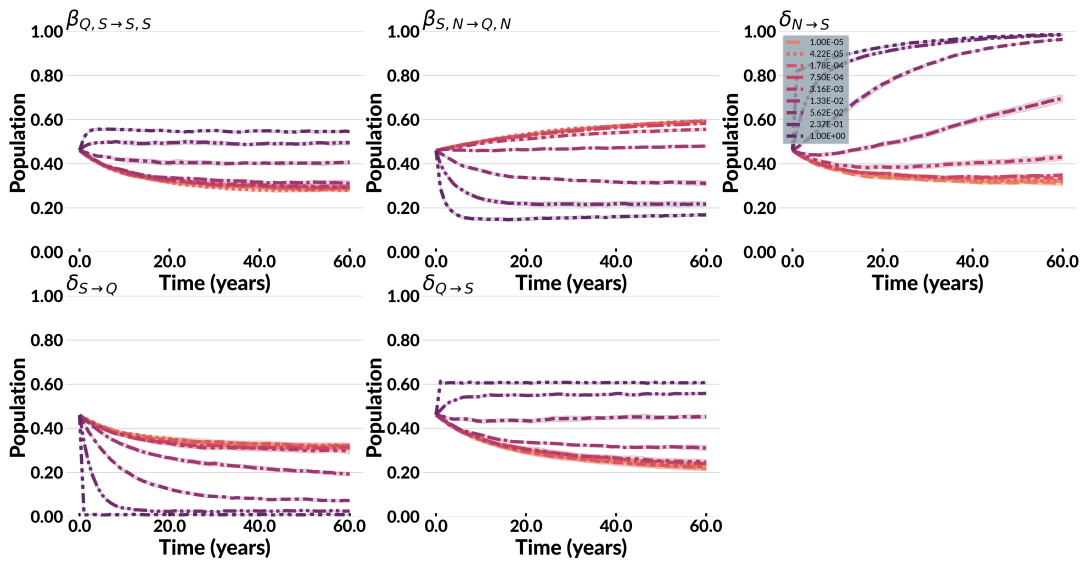 β_{Q, S→S, S}
1.00
0.80
0.60
0.40
0.20
0.00
Population
0.0 20.0 40.0 60.0
Time (years)
β_{S, N→Q, N}
1.00
0.80
0.60
0.40
0.20
0.00
Population
0.0 20.0 40.0 60.0
Time (years)
δ_{N→S}
1.00
0.80
0.60
0.40
0.20
0.00
Population
1.00E-05
4.22E-05
1.78E-04
7.50E-04
3.16E-03
1.33E-02
5.62E-02
2.37E-01
1.00E+00
0.0 20.0 40.0 60.0
Time (years)
δ_{S→Q}
1.00
0.80
0.60
0.40
0.20
0.00
Population
0.0 20.0 40.0 60.0
Time (years)
δ_{Q→S}
1.00
0.80
0.60
0.40
0.20
0.00
Population
0.0 20.0 40.0 60.0
Time (years)